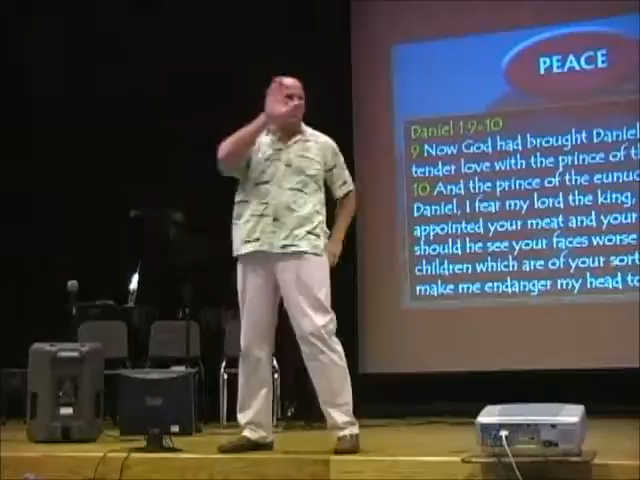 PEACE
Daniel 1:9-10
9 Now God had brought Daniel
tender love with the prince of t
10 And the prince of the eunuc
Daniel, I fear my lord the king,
appointed your meat and your
should he see your faces worse
children which are of your sort
make me endanger my head to